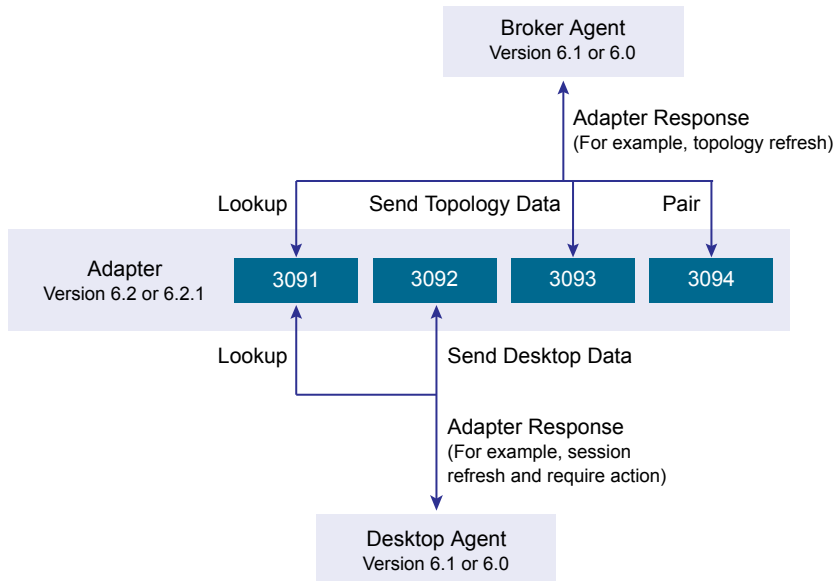 Broker Agent
Version 6.1 or 6.0
Adapter Response
(For example, topology refresh)
Lookup
Send Topology Data
Pair
Adapter
Version 6.2 or 6.2.1
3091
3092
3093
3094
Lookup
Send Desktop Data
Adapter Response
(For example, session
refresh and require action)
Desktop Agent
Version 6.1 or 6.0